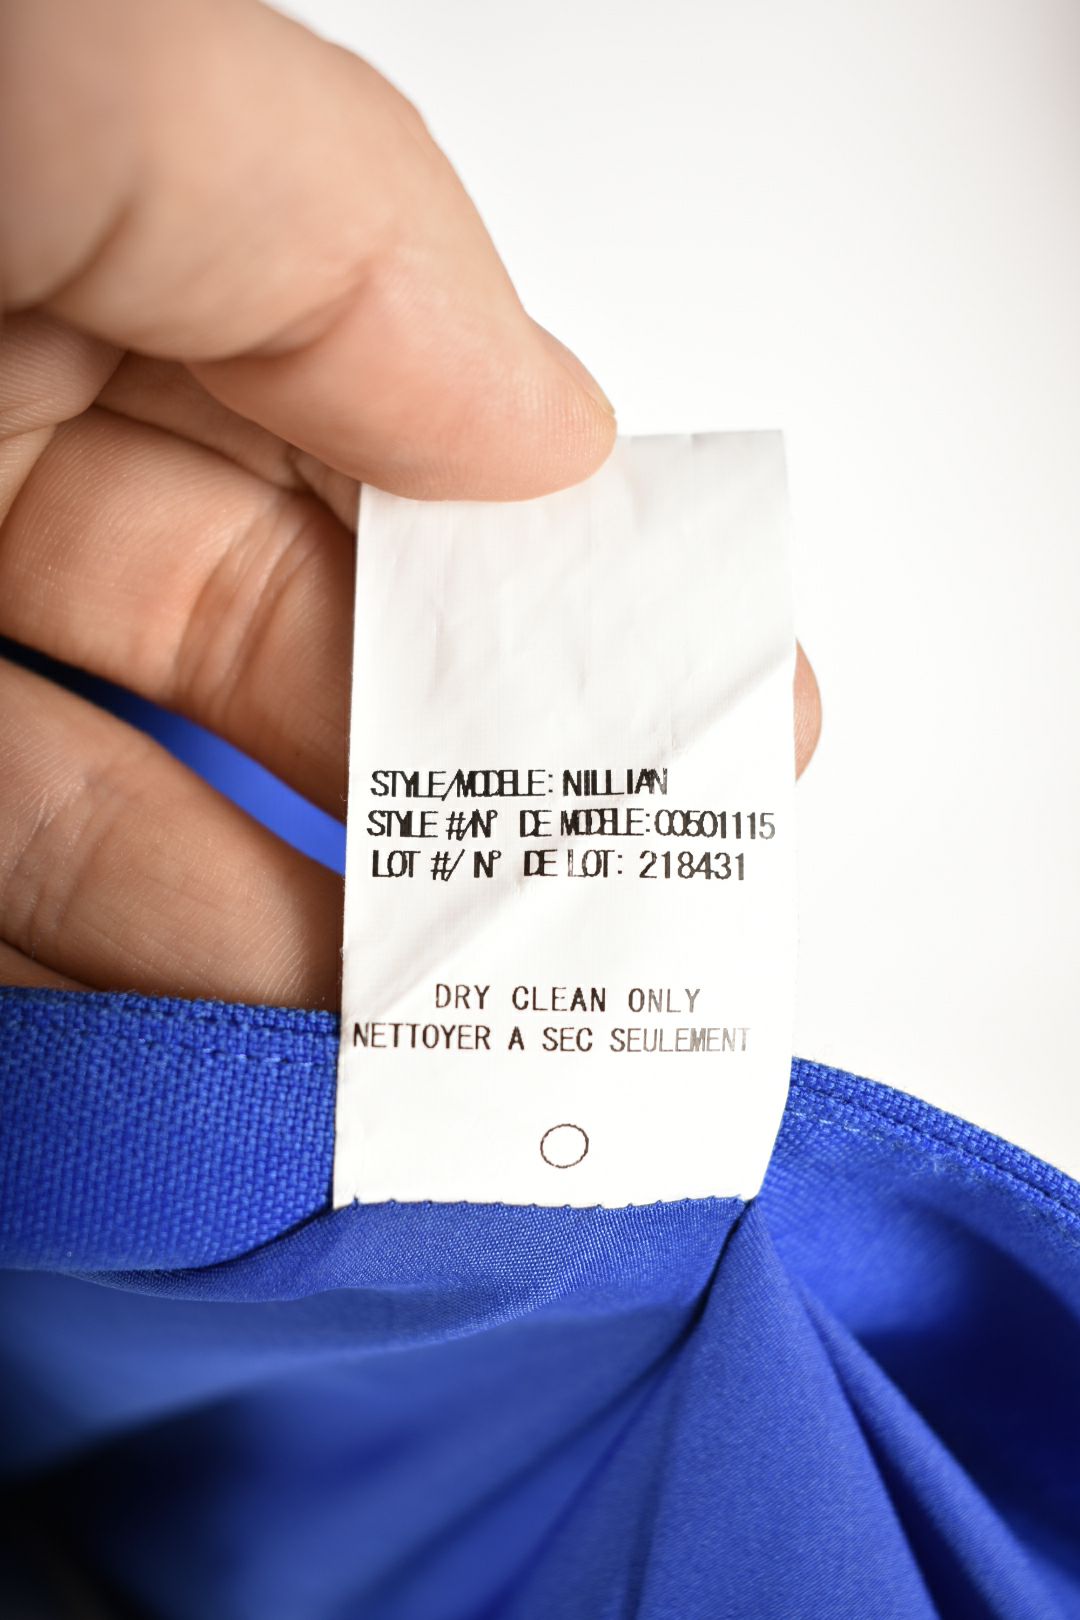 STYLE/MODELE: NILLIAN
STYLE #/N° DE MODELE:00501115
LOT #/ N° DE LOT: 218431
DRY CLEAN ONLY
NETTOYER A SEC SEULEMENT